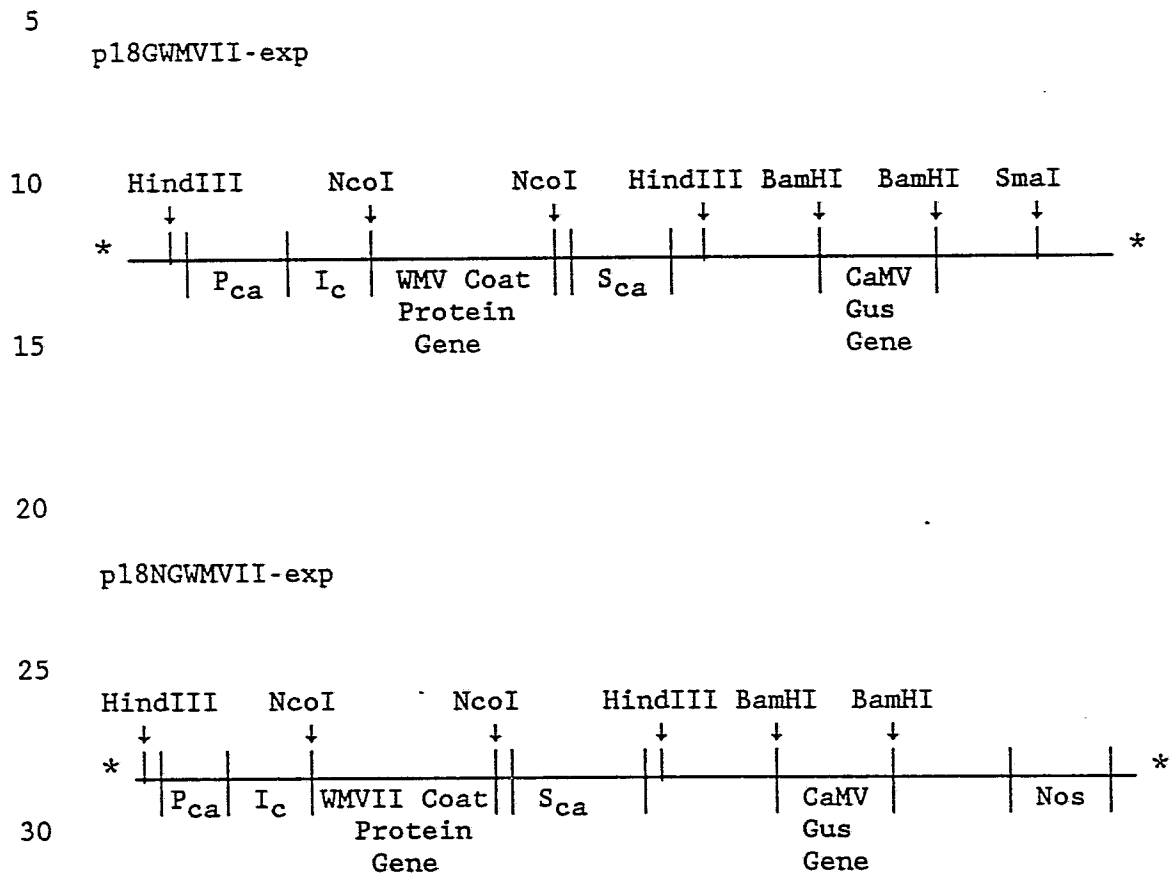 5
p18GWMVII-exp
10 HindIII NcoI NcoI HindIII BamHI BamHI SmaI
* *
Pca Ic WMV Coat Sca CaMV
Protein Gus
15 Gene Gene
20
p18NGWMVII-exp
25
HindIII NcoI NcoI HindIII BamHI BamHI
* *
Pca Ic WMVII Coat Sca CaMV Nos
30 Protein Gus
Gene Gene